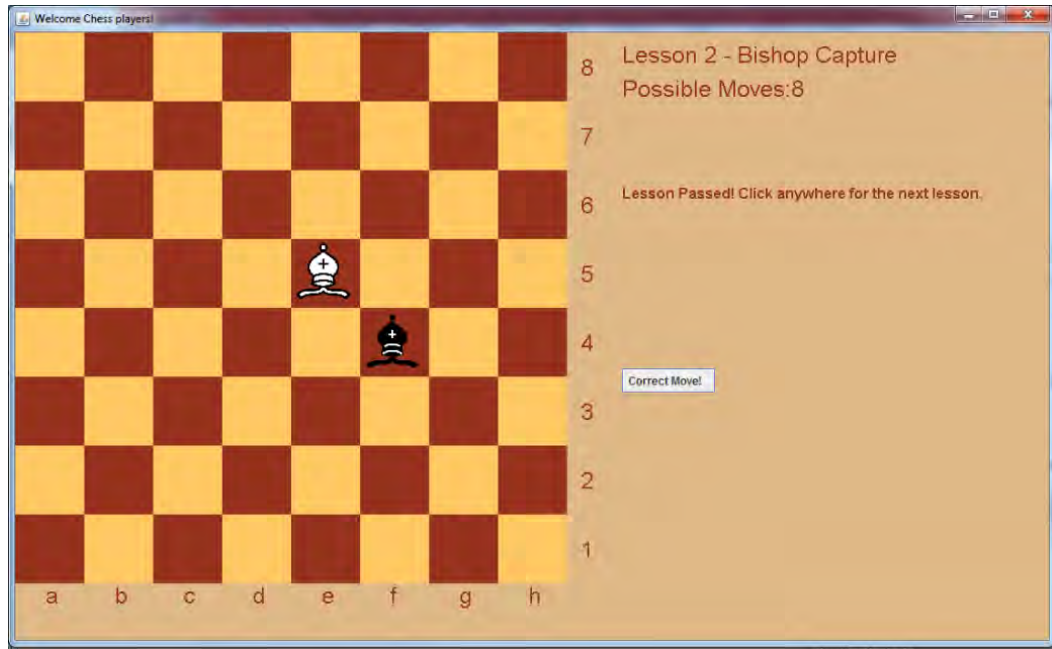 Welcome Chess players!
8
Lesson 2 - Bishop Capture
Possible Moves:8
7
6
Lesson Passed! Click anywhere for the next lesson.
5
4
Correct Move!
3
2
1
a b c d e f g h